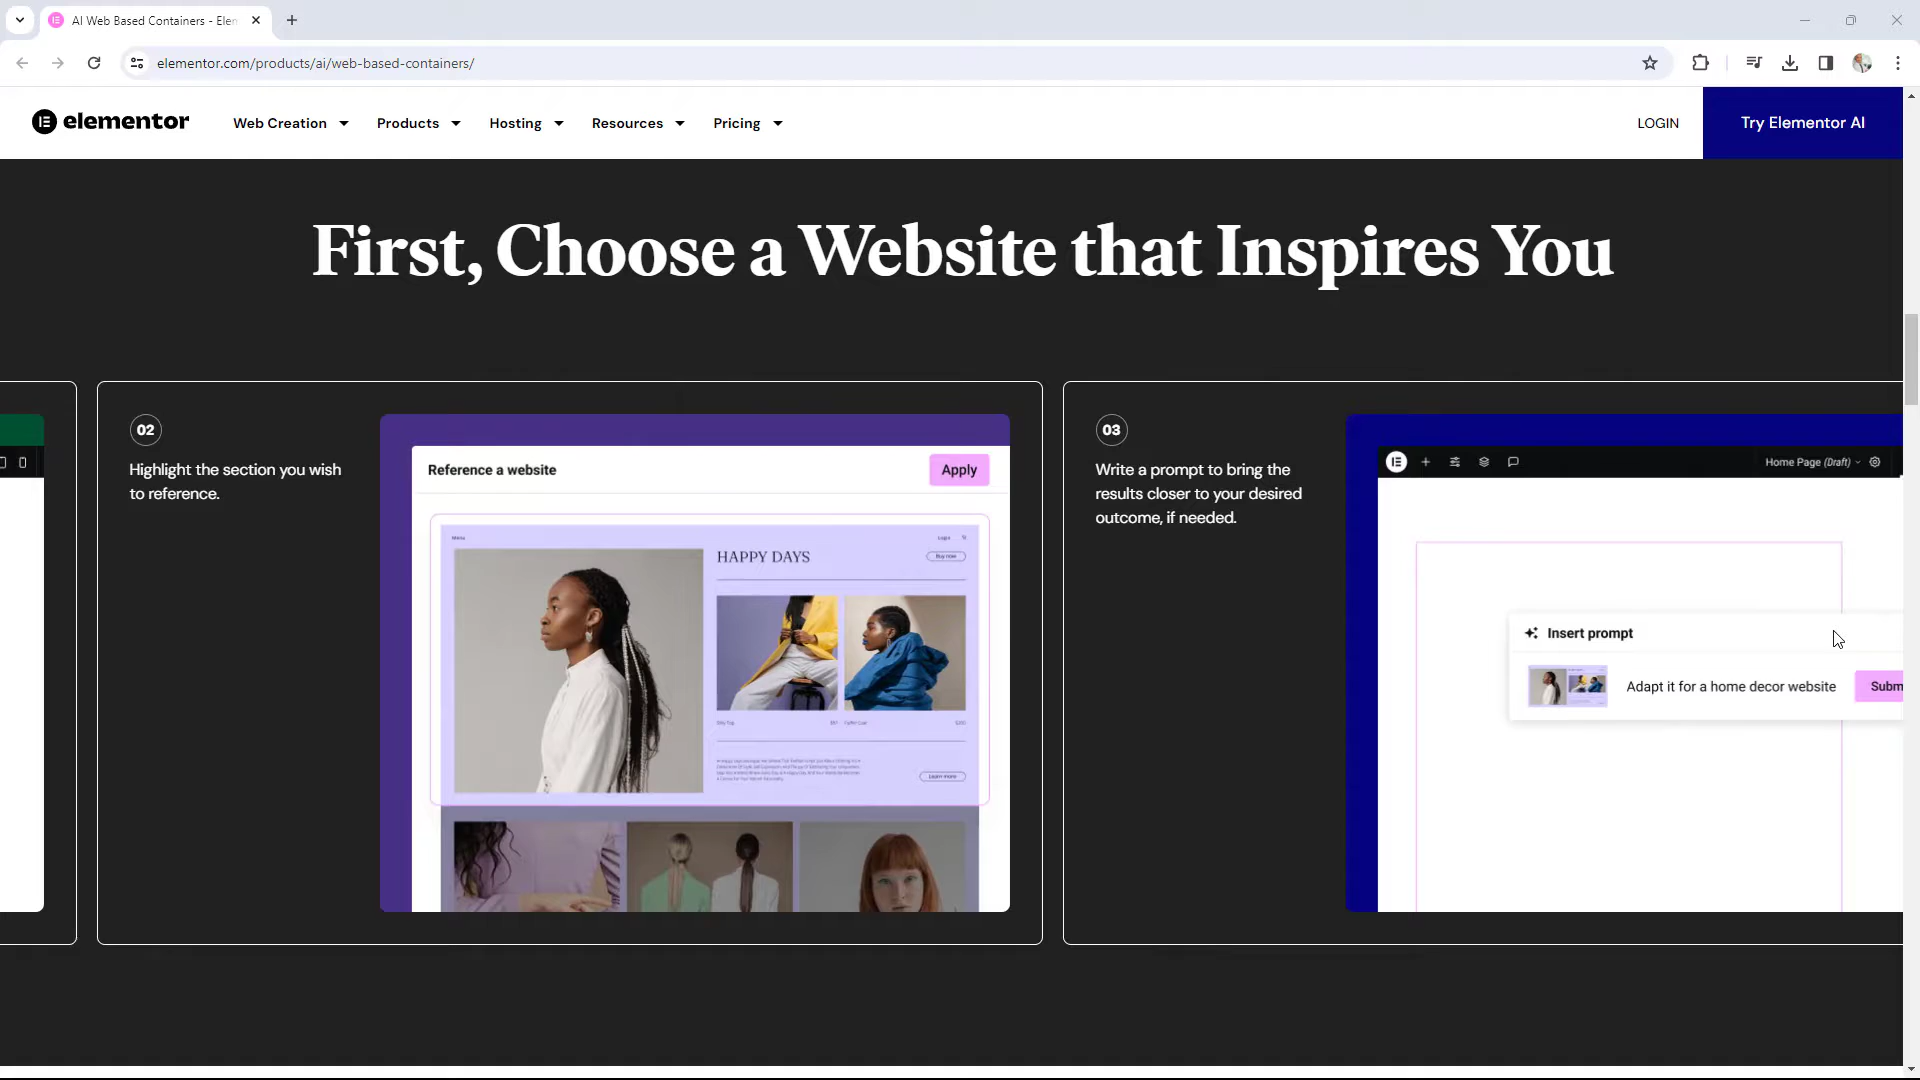 AI Web Based Containers - Elen
elementor.com/products/ai/web-based-containers/
elementor
Web Creation
Products
Hosting
Resources
Pricing
LOGIN
Try Elementor AI
First, Choose a Website that Inspires You
02
Highlight the section you wish
to reference.
Reference a website
Apply
Menu
Login
HAPPY DAYS
Buy now
Learn more
03
Write a prompt to bring the
results closer to your desired
outcome, if needed.
Home Page (Draft)
Insert prompt
Adapt it for a home decor website
Subm